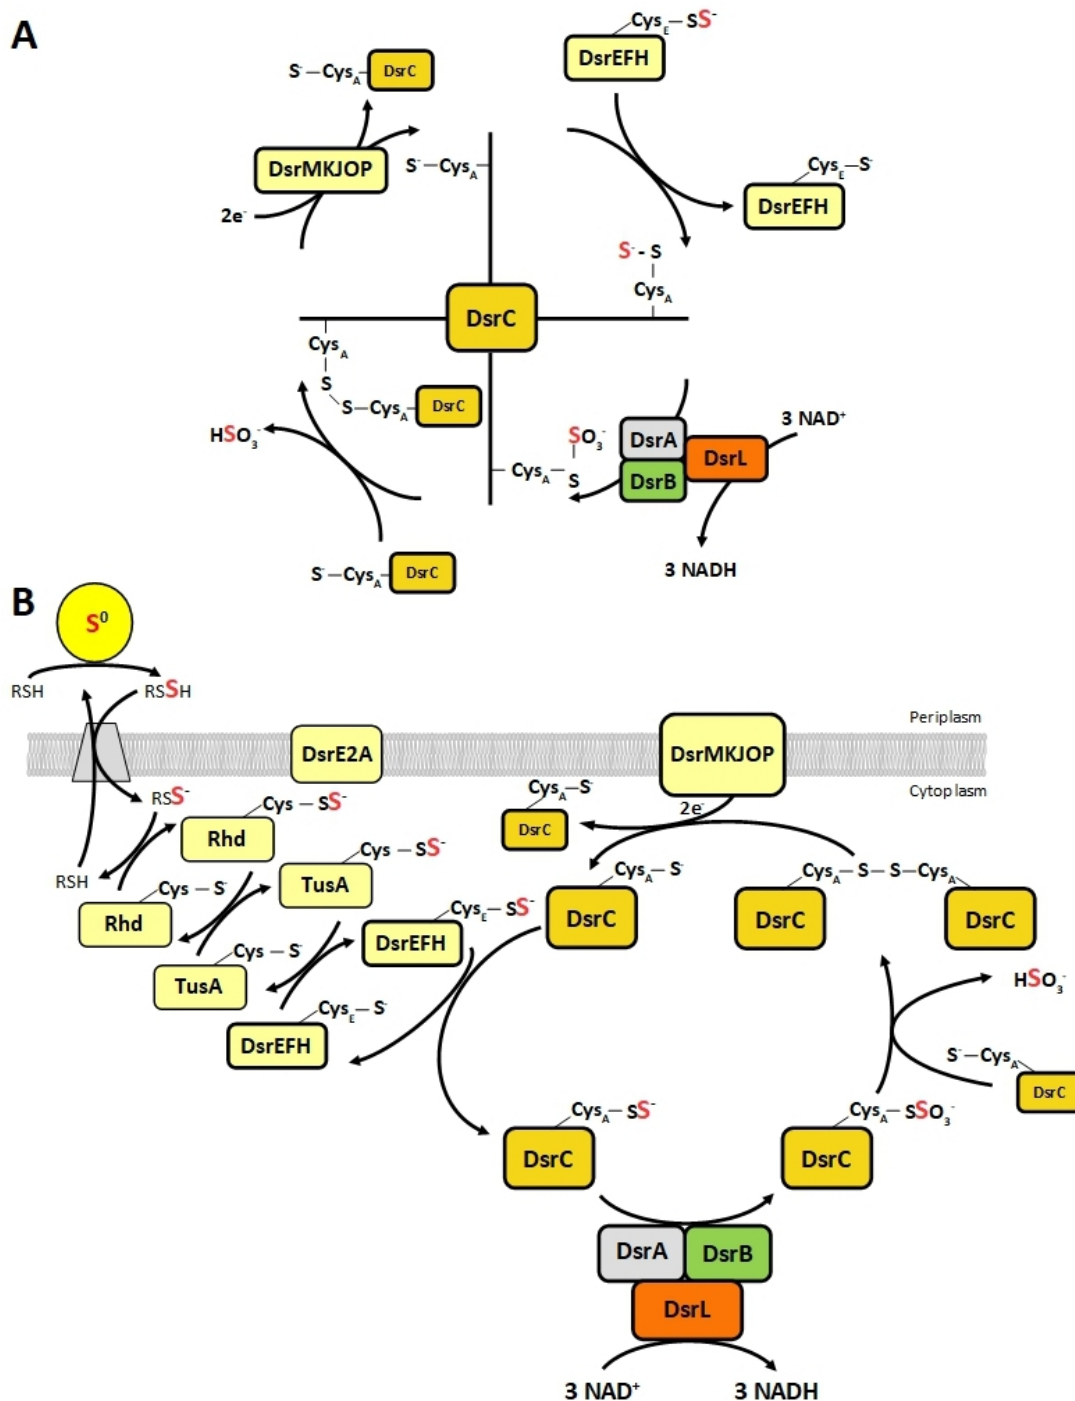 A
Cys_E — SS⁻
DsrEFH
S⁻ — Cys_A — DsrC
DsrMKJOP
2e⁻
S⁻ — Cys_A
Cys_E — S⁻
DsrEFH
S⁻ - S
Cys_A
DsrC
Cys_A
S
S — Cys_A — DsrC
HSO₃⁻
SO₃⁻
Cys_A — S
DsrA
DsrB
DsrL
3 NAD⁺
3 NADH
S⁻ — Cys_A — DsrC
B
S⁰
RSH
RSSH
Periplasm
DsrE2A
DsrMKJOP
Cytoplasm
RSS⁻
RSH
Cys — SS⁻
Rhd
Cys — S⁻
Rhd
Cys — SS⁻
TusA
Cys — S⁻
TusA
Cys_E — SS⁻
DsrEFH
Cys_E — S⁻
DsrEFH
Cys_A — S⁻
DsrC
2e⁻
Cys_A — S⁻
DsrC
Cys_A — S — S — Cys_A
DsrC
DsrC
HSO₃⁻
S⁻ — Cys_A
DsrC
Cys_A — SS⁻
DsrC
Cys_A — SSO₃⁻
DsrC
DsrA
DsrB
DsrL
3 NAD⁺
3 NADH